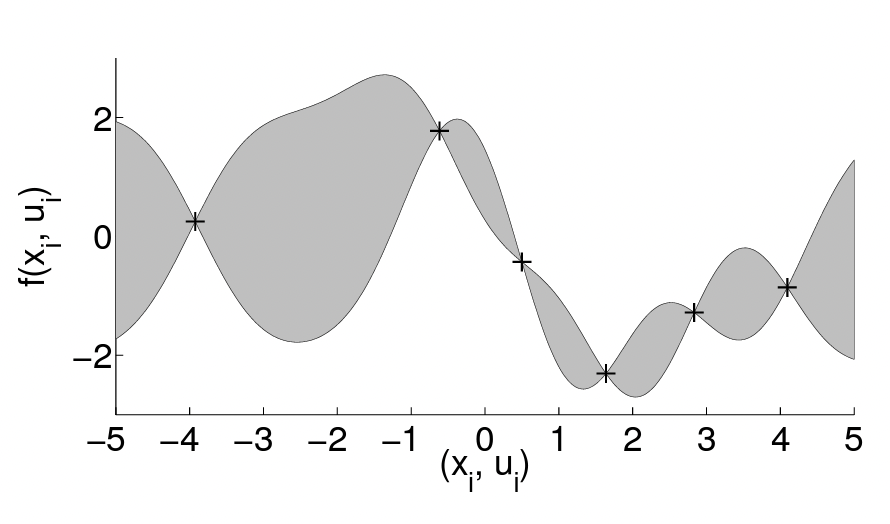 f(x_i, u_i)
2
0
−2
−5 −4 −3 −2 −1 0 1 2 3 4 5
(x_i, u_i)